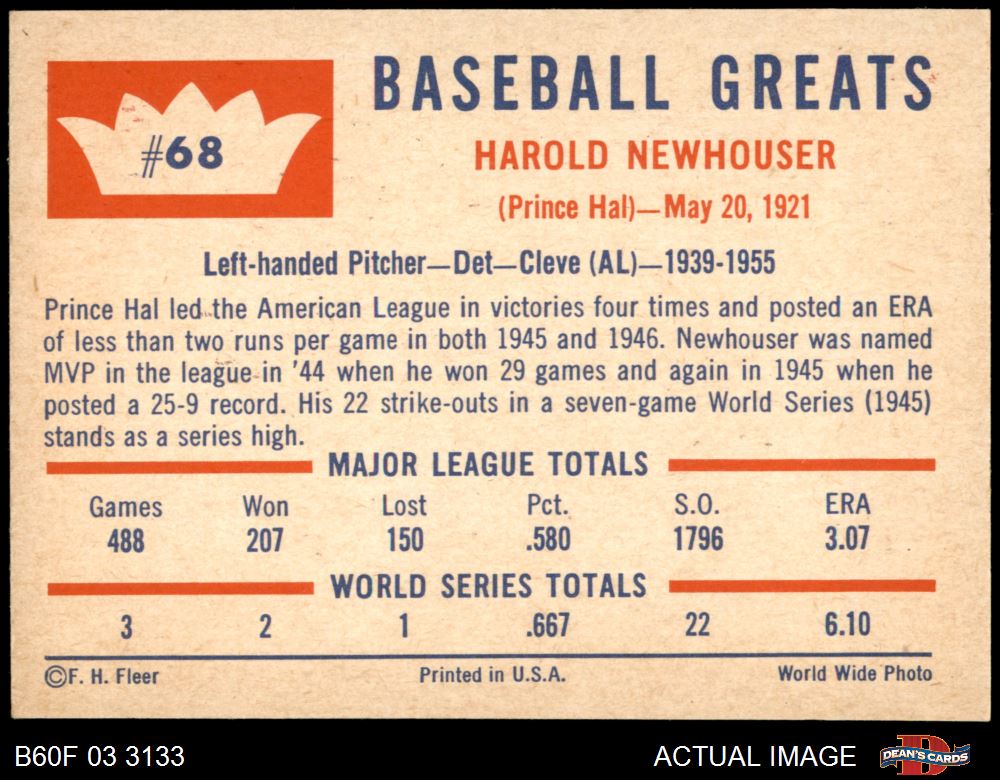 BASEBALL GREATS
#68
HAROLD NEWHOUSER
(Prince Hal)—May 20, 1921
Left-handed Pitcher—Det—Cleve (AL)—1939-1955
Prince Hal led the American League in victories four times and posted an ERA
of less than two runs per game in both 1945 and 1946. Newhouser was named
MVP in the league in '44 when he won 29 games and again in 1945 when he
posted a 25-9 record. His 22 strike-outs in a seven-game World Series (1945)
stands as a series high.
MAJOR LEAGUE TOTALS
Games Won Lost Pct. S.O. ERA
488 207 150 .580 1796 3.07
WORLD SERIES TOTALS
3 2 1 .667 22 6.10
©F. H. Fleer Printed in U.S.A. World Wide Photo
B60F 03 3133 ACTUAL IMAGE DEAN'S CARDS